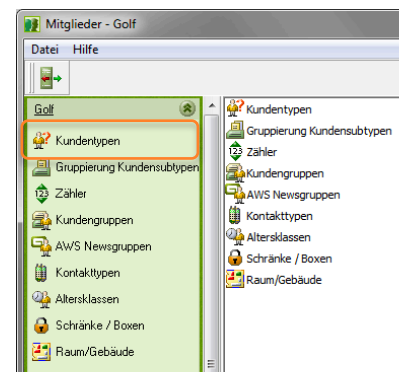 Mitglieder - Golf
Datei Hilfe
Golf
Kundentypen
Gruppierung Kundensubtypen
Zähler
Kundengruppen
AWS Newsgruppen
Kontakttypen
Altersklassen
Schränke / Boxen
Raum/Gebäude
Kundentypen
Gruppierung Kundensubtypen
123 Zähler
Kundengruppen
AWS Newsgruppen
Kontakttypen
Altersklassen
Schränke / Boxen
Raum/Gebäude